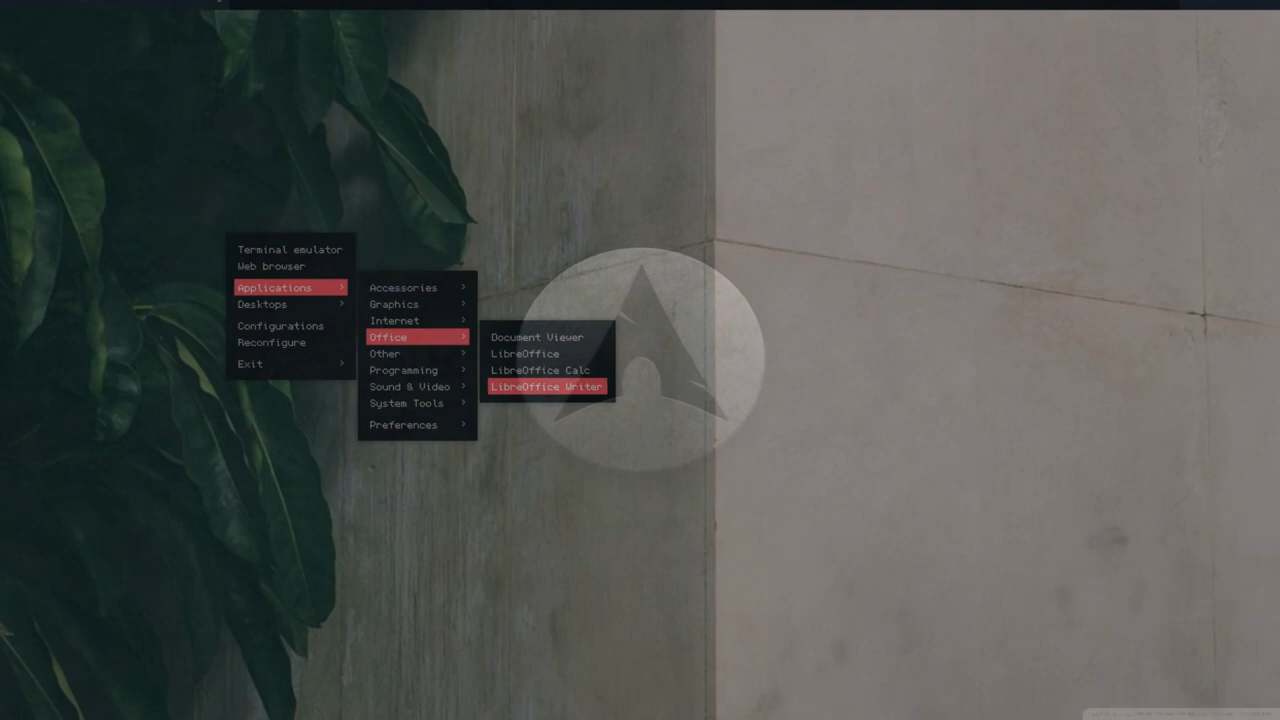 Terminal emulator
Web browser
Applications
Desktops
Configurations
Reconfigure
Exit
Accessories
Graphics
Internet
Office
Other
Programming
Sound & Video
System Tools
Preferences
Document Viewer
LibreOffice
LibreOffice Calc
LibreOffice Writer